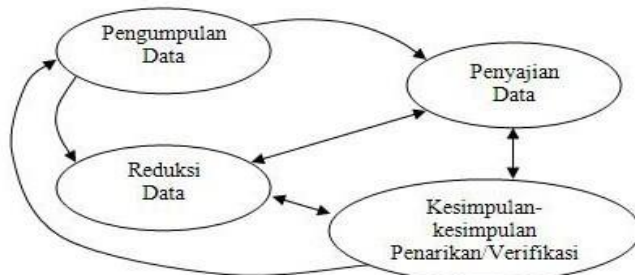 Pengumpulan
Data
Penyajian
Data
Reduksi
Data
Kesimpulan-
kesimpulan
Penarikan/Verifikasi